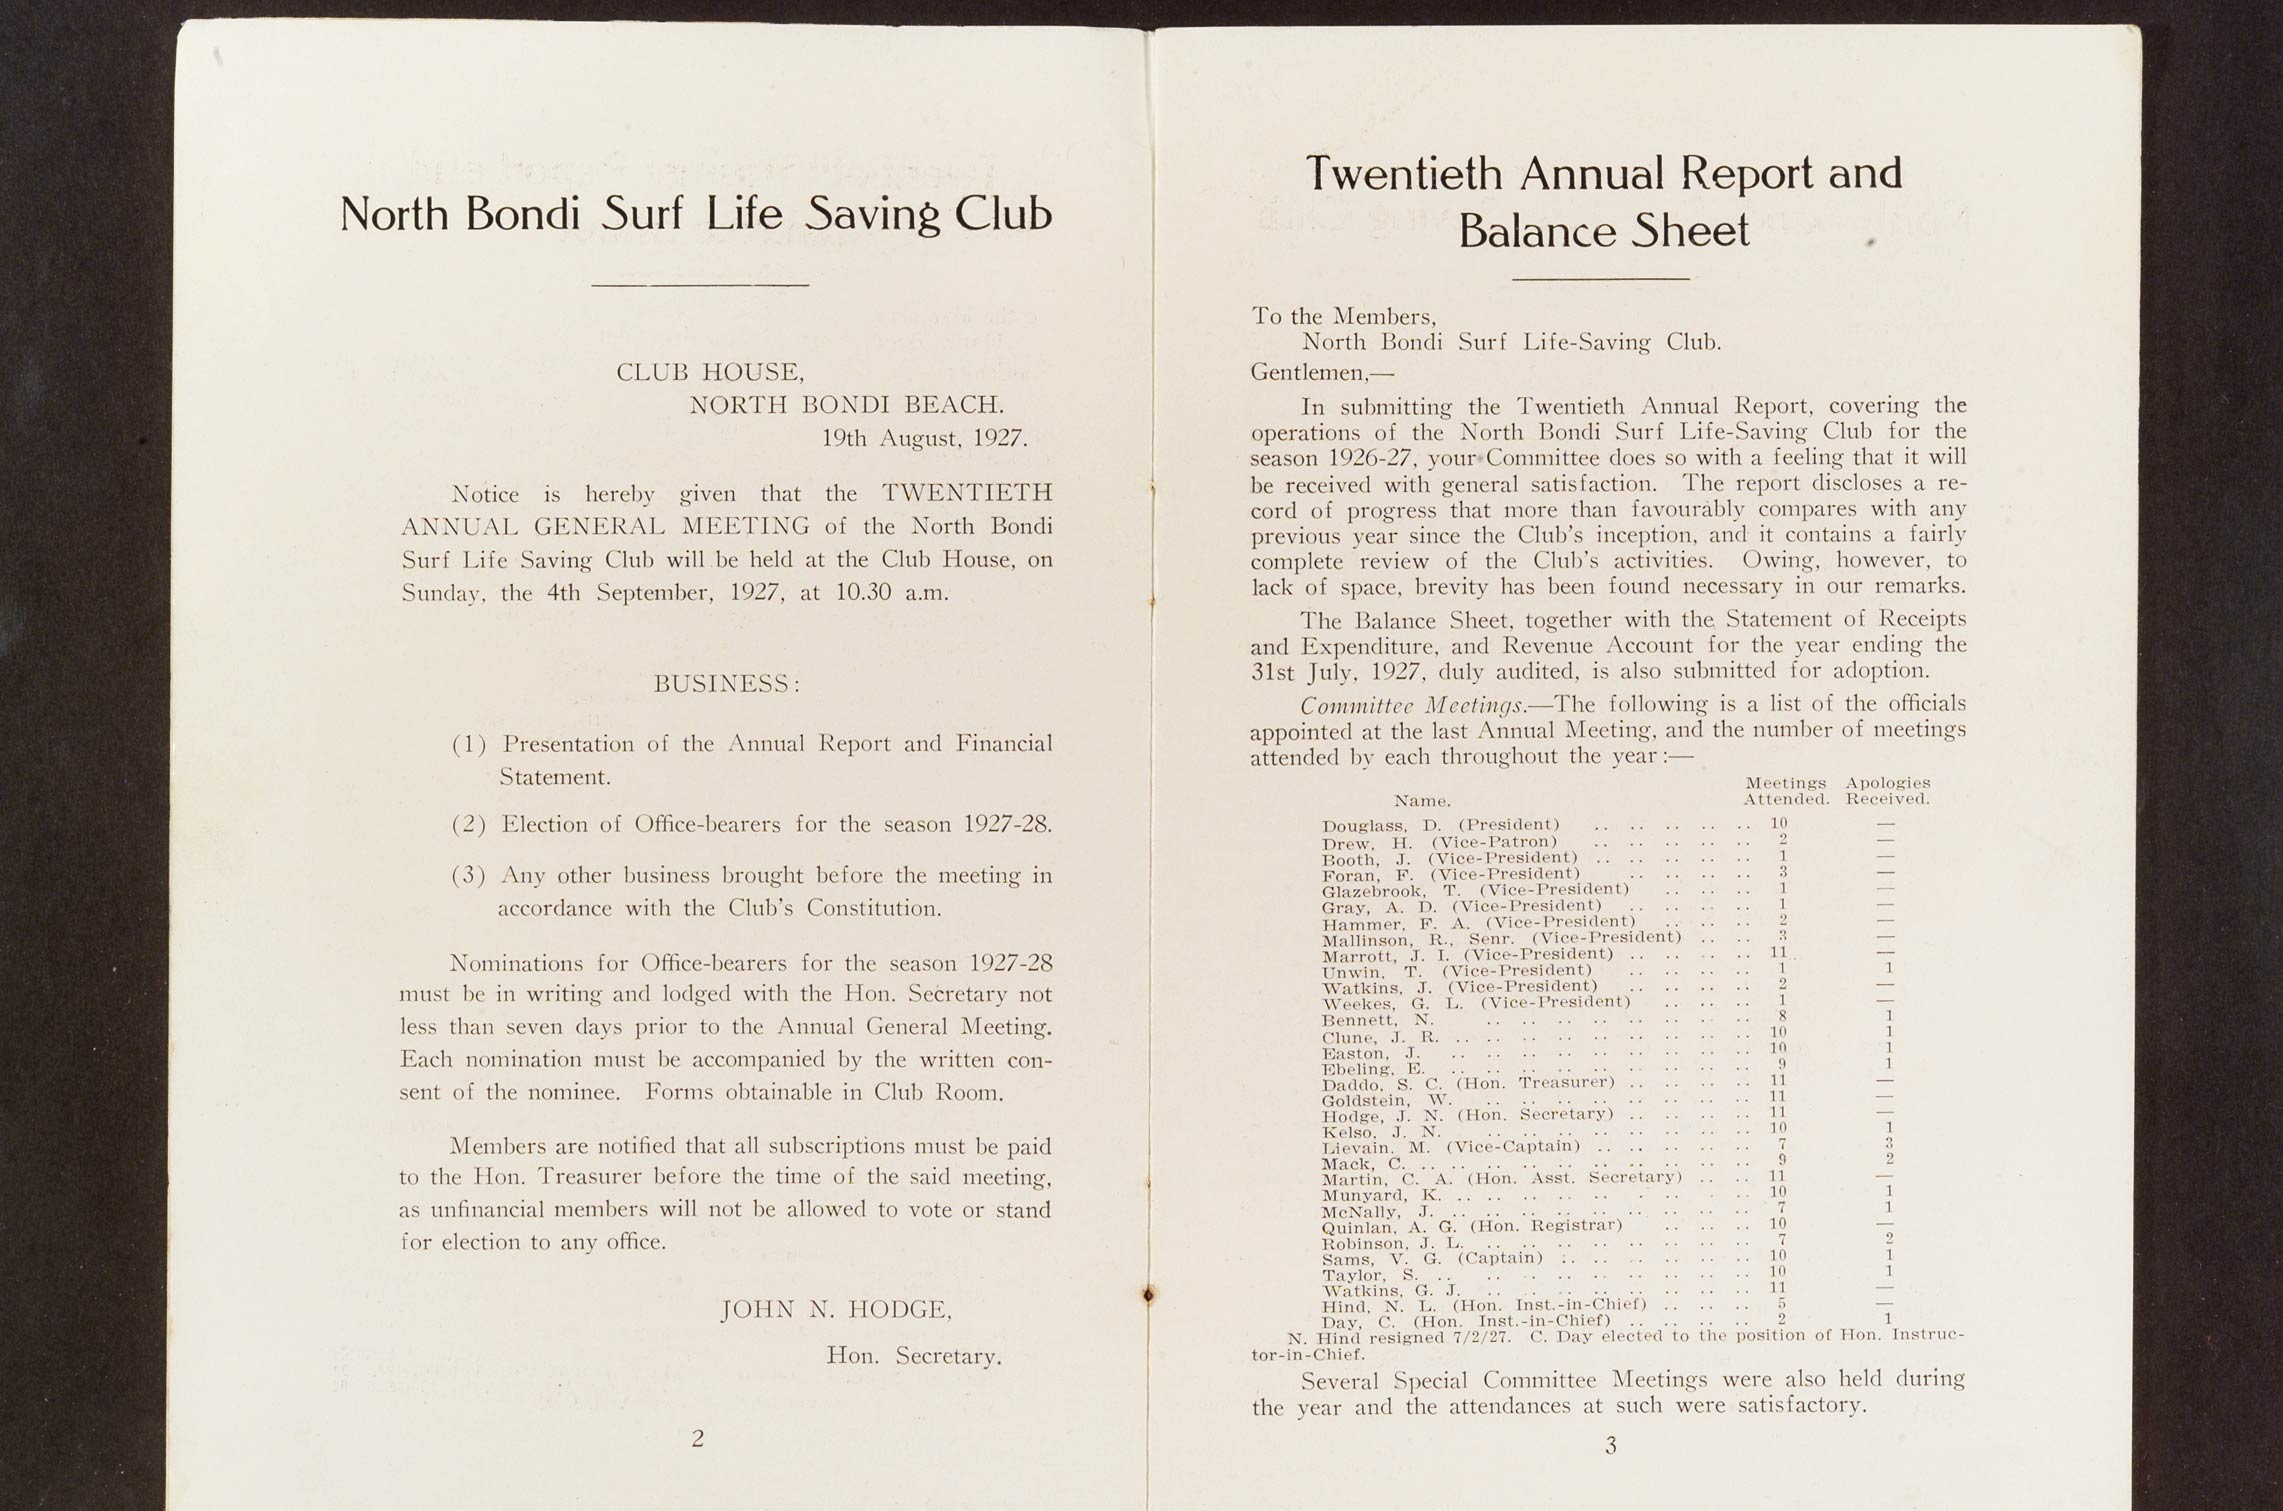 North Bondi Surf Life Saving Club
CLUB HOUSE,
NORTH BONDI BEACH.
19th August, 1927.
Notice is hereby given that the TWENTIETH
ANNUAL GENERAL MEETING of the North Bondi
Surf Life Saving Club will be held at the Club House, on
Sunday, the 4th September, 1927, at 10.30 a.m.
BUSINESS:
(1) Presentation of the Annual Report and Financial
Statement.
(2) Election of Office-bearers for the season 1927-28.
(3) Any other business brought before the meeting in
accordance with the Club's Constitution.
Nominations for Office-bearers for the season 1927-28
must be in writing and lodged with the Hon. Secretary not
less than seven days prior to the Annual General Meeting.
Each nomination must be accompanied by the written con-
sent of the nominee. Forms obtainable in Club Room.
Members are notified that all subscriptions must be paid
to the Hon. Treasurer before the time of the said meeting,
as unfinancial members will not be allowed to vote or stand
for election to any office.
JOHN N. HODGE,
Hon. Secretary.
2
Twentieth Annual Report and
Balance Sheet
To the Members,
North Bondi Surf Life-Saving Club.
Gentlemen,—
In submitting the Twentieth Annual Report, covering the
operations of the North Bondi Surf Life-Saving Club for the
season 1926-27, your Committee does so with a feeling that it will
be received with general satisfaction. The report discloses a re-
cord of progress that more than favourably compares with any
previous year since the Club's inception, and it contains a fairly
complete review of the Club's activities. Owing, however, to
lack of space, brevity has been found necessary in our remarks.
The Balance Sheet, together with the Statement of Receipts
and Expenditure, and Revenue Account for the year ending the
31st July, 1927, duly audited, is also submitted for adoption.
Committee Meetings.—The following is a list of the officials
appointed at the last Annual Meeting, and the number of meetings
attended by each throughout the year:—
Meetings Apologies
Name. Attended. Received.
Douglass, D. (President) .. .. .. .. .. 10 —
Drew, H. (Vice-Patron) .. .. .. .. .. 2 —
Booth, J. (Vice-President) .. .. .. .. .. 1 —
Foran, F. (Vice-President) .. .. .. .. 3 —
Glazebrook, T. (Vice-President) .. .. .. 1 —
Gray, A. D. (Vice-President) .. .. .. .. 1 —
Hammer, F. A. (Vice-President) .. .. .. 2 —
Mallinson, R., Senr. (Vice-President) .. .. 3 —
Marrott, J. I. (Vice-President) .. .. .. .. 11 —
Unwin, T. (Vice-President) .. .. .. .. 1 1
Watkins, J. (Vice-President) .. .. .. .. 2 —
Weekes, G. L. (Vice-President) .. .. .. 1 —
Bennett, N. .. .. .. .. .. .. .. .. 8 1
Clune, J. R. .. .. .. .. .. .. .. .. .. 10 1
Easton, J. .. .. .. .. .. .. .. .. .. 10 1
Ebeling, E. .. .. .. .. .. .. .. .. .. 9 1
Daddo, S. C. (Hon. Treasurer) .. .. .. .. 11 —
Goldstein, W. .. .. .. .. .. .. .. .. 11 —
Hodge, J. N. (Hon. Secretary) .. .. .. .. 11 —
Kelso, J. N. .. .. .. .. .. .. .. .. 10 1
Lievain, M. (Vice-Captain) .. .. .. .. .. 7 3
Mack, C. .. .. .. .. .. .. .. .. .. .. 9 2
Martin, C. A. (Hon. Asst. Secretary) .. .. 11 —
Munyard, K. .. .. .. .. .. .. .. .. .. 10 1
McNally, J. .. .. .. .. .. .. .. .. .. 7 1
Quinlan, A. G. (Hon. Registrar) .. .. .. 10 —
Robinson, J. L. .. .. .. .. .. .. .. .. 7 2
Sams, V. G. (Captain) .. .. .. .. .. .. 10 1
Taylor, S. .. .. .. .. .. .. .. .. .. 10 1
Watkins, G. J. .. .. .. .. .. .. .. .. 11 —
Hind, N. L. (Hon. Inst.-in-Chief) .. .. .. 5 —
Day, C. (Hon. Inst.-in-Chief) .. .. .. .. 2 1
N. Hind resigned 7/2/27. C. Day elected to the position of Hon. Instruc-
tor-in-Chief.
Several Special Committee Meetings were also held during
the year and the attendances at such were satisfactory.
3